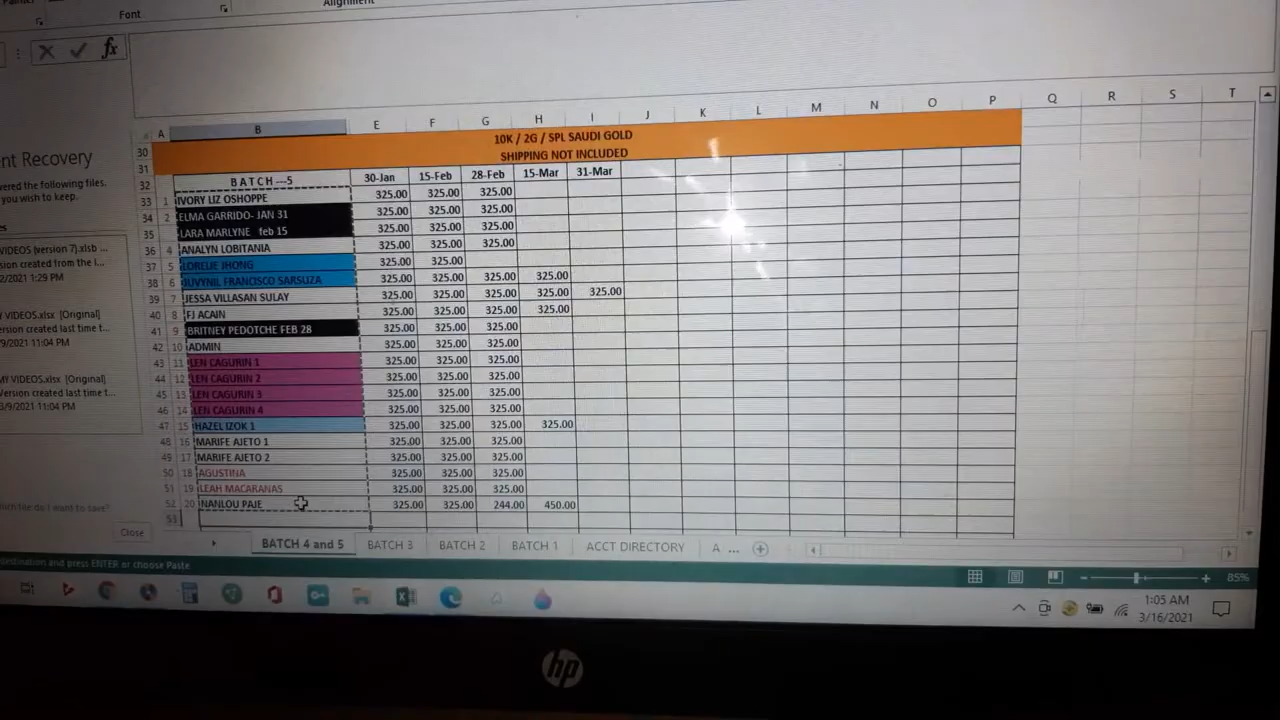 Font
Alignment
fx
A B E F G H I J K L M N O P Q R S T
30 10K / 2G / SPL SAUDI GOLD
31 SHIPPING NOT INCLUDED
32 BATCH ---5 30-Jan 15-Feb 28-Feb 15-Mar 31-Mar
33 1 IVORY LIZ OSHOPPE 325.00 325.00 325.00
34 2 ELMA GARRIDO- JAN 31 325.00 325.00 325.00
35 LARA MARLYNE feb 15 325.00 325.00 325.00
36 4 ANALYN LOBITANIA 325.00 325.00 325.00
37 5 LORELIE JHONG 325.00 325.00
38 6 JUVYNIL FRANCISCO SARSUZA 325.00 325.00 325.00 325.00
39 7 JESSA VILLASAN SULAY 325.00 325.00 325.00 325.00 325.00
40 8 FJ ACAIN 325.00 325.00 325.00 325.00
41 9 BRITNEY PEDOTCHE FEB 28 325.00 325.00 325.00
42 10 ADMIN 325.00 325.00 325.00
43 11 LEN CAGURIN 1 325.00 325.00 325.00
44 12 LEN CAGURIN 2 325.00 325.00 325.00
45 13 LEN CAGURIN 3 325.00 325.00 325.00
46 14 LEN CAGURIN 4 325.00 325.00 325.00
47 15 HAZEL IZOK 1 325.00 325.00 325.00 325.00
48 16 MARIFE AJETO 1 325.00 325.00 325.00
49 17 MARIFE AJETO 2 325.00 325.00 325.00
50 18 AGUSTINA 325.00 325.00 325.00
51 19 LEAH MACARANAS 325.00 325.00 325.00
52 20 NANLOU PAJE 325.00 325.00 244.00 450.00
53
nt Recovery
vered the following files.
you wish to keep.
VIDEOS (version 7).xlsb ...
sion created from the l...
2/2021 1:29 PM
MY VIDEOS.xlsx [Original]
ersion created last time t...
9/2021 11:04 PM
MY VIDEOS.xlsx [Original]
Version created last time t...
3/9/2021 11:04 PM
hich file do I want to save?
Close
BATCH 4 and 5 BATCH 3 BATCH 2 BATCH 1 ACCT DIRECTORY A ...
destination and press ENTER or choose Paste
85%
1:05 AM
3/16/2021
hp